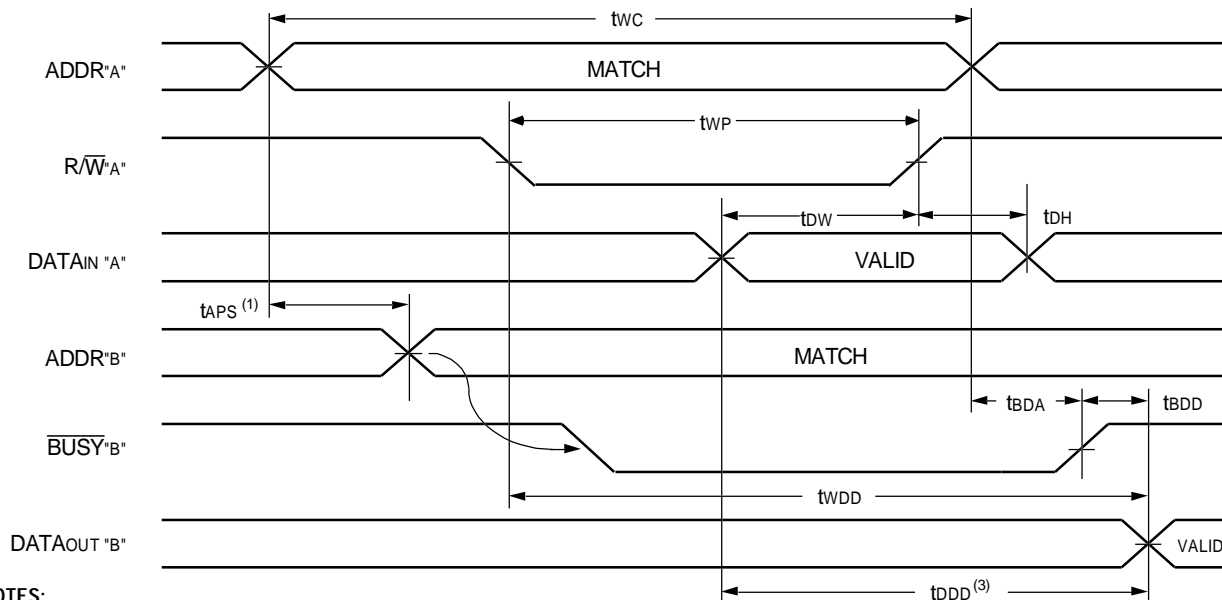 tWC
ADDR"A"
MATCH
tWP
R/W̅"A"
tDW
tDH
DATAIN "A"
VALID
tAPS (1)
ADDR"B"
MATCH
tBDA
tBDD
B̅U̅S̅Y̅"B"
tWDD
DATAOUT "B"
VALID
tDDD(3)
OTES: